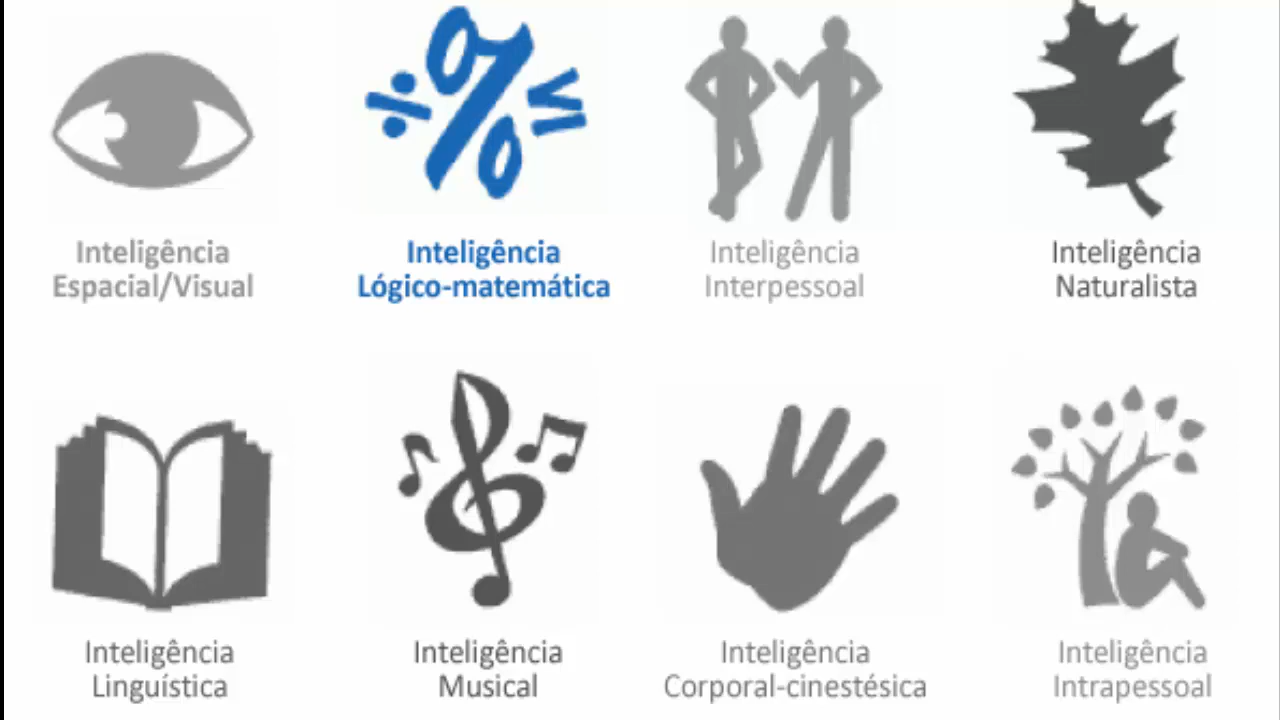 Inteligência
Espacial/Visual
Inteligência
Lógico-matemática
Inteligência
Interpessoal
Inteligência
Naturalista
Inteligência
Linguística
Inteligência
Musical
Inteligência
Corporal-cinestésica
Inteligência
Intrapessoal